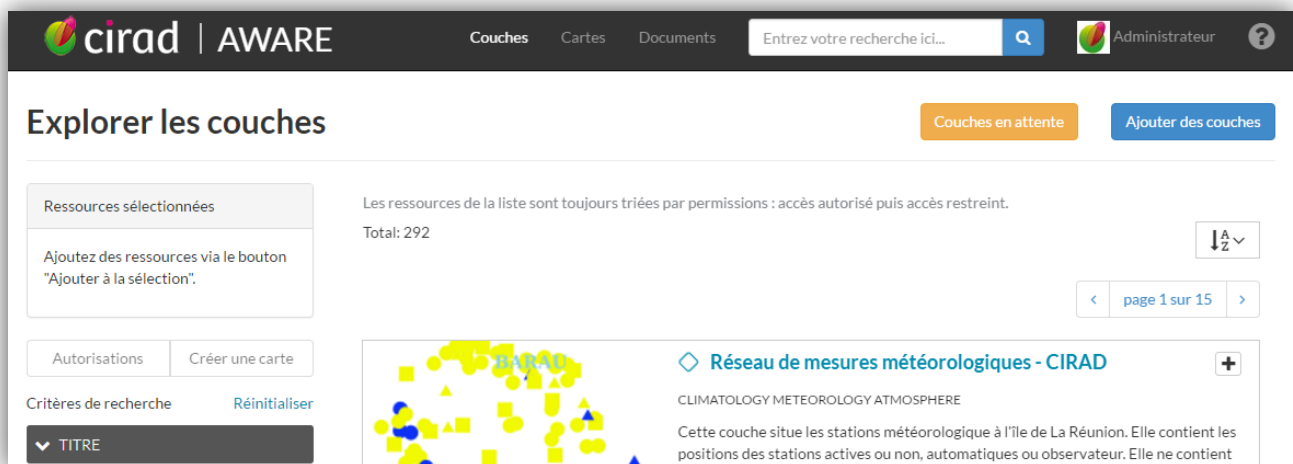 cirad | AWARE
Couches Cartes Documents Entrez votre recherche ici... Administrateur ?
Explorer les couches
Couches en attente Ajouter des couches
Ressources sélectionnées
Ajoutez des ressources via le bouton
"Ajouter à la sélection".
Autorisations Créer une carte
Critères de recherche Réinitialiser
TITRE
Les ressources de la liste sont toujours triées par permissions : accès autorisé puis accès restreint.
Total: 292
A
Z
< page 1 sur 15 >
BARAU
Réseau de mesures météorologiques - CIRAD +
CLIMATOLOGY METEOROLOGY ATMOSPHERE
Cette couche situe les stations météorologique à l'île de La Réunion. Elle contient les
positions des stations actives ou non, automatiques ou observateur. Elle ne contient